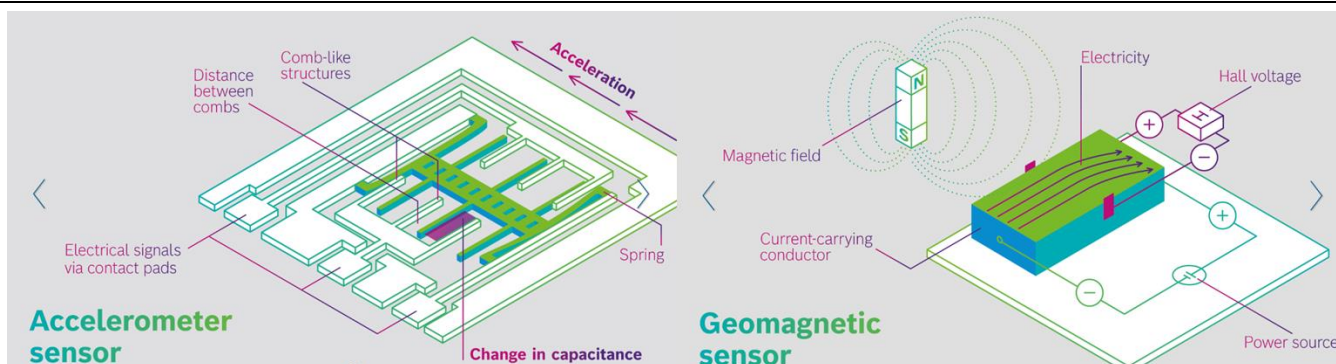 Comb-like
structures
Acceleration
Distance
between
combs
Electrical signals
via contact pads
Spring
Accelerometer
sensor
Change in capacitance
N
S
Magnetic field
Electricity
Hall voltage
+
H
−
Current-carrying
conductor
+
−
Power source
Geomagnetic
sensor